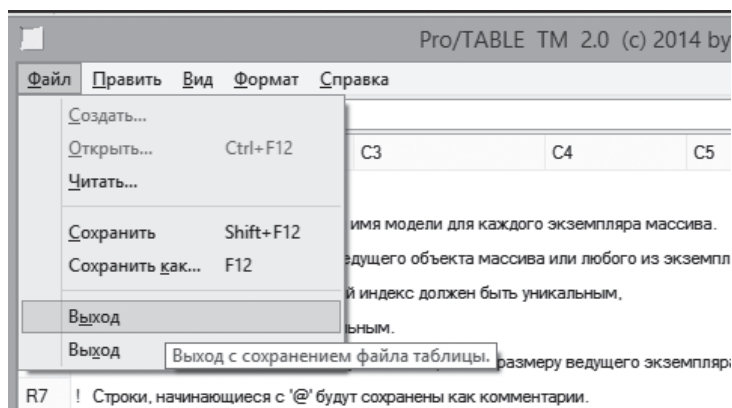 Pro/TABLE TM 2.0 (c) 2014 by
Файл Править Вид Формат Справка
Создать...
Открыть... Ctrl+F12
C3 C4 C5
Читать...
Сохранить Shift+F12
имя модели для каждого экземпляра массива.
Сохранить как... F12
едущего объекта массива или любого из экземпл
й индекс должен быть уникальным,
Выход
ьным.
Выход
Выход с сохранением файла таблицы.
размеру ведущего экземпляра
R7 ! Строки, начинающиеся с '@' будут сохранены как комментарии.